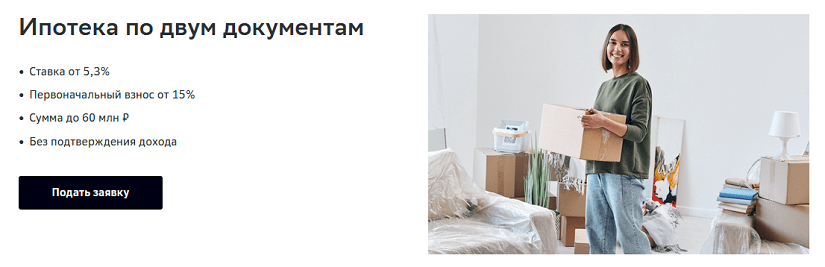 Ипотека по двум документам
• Ставка от 5,3%
• Первоначальный взнос от 15%
• Сумма до 60 млн ₽
• Без подтверждения дохода
Подать заявку